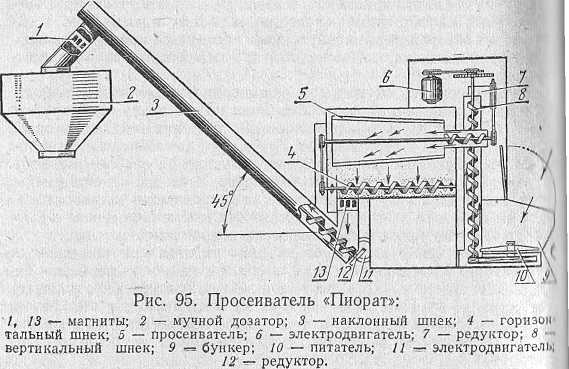 1
2
3
4
5
6
7
8
45°
13
12
11
10
9
Рис. 95. Просеиватель «Пиорат»:
1, 13 — магниты; 2 — мучной дозатор; 3 — наклонный шнек; 4 — горизон
тальный шнек; 5 — просеиватель; 6 — электродвигатель; 7 — редуктор; 8 —
вертикальный шнек; 9 — бункер; 10 — питатель; 11 — электродвигатель;
12 — редуктор.